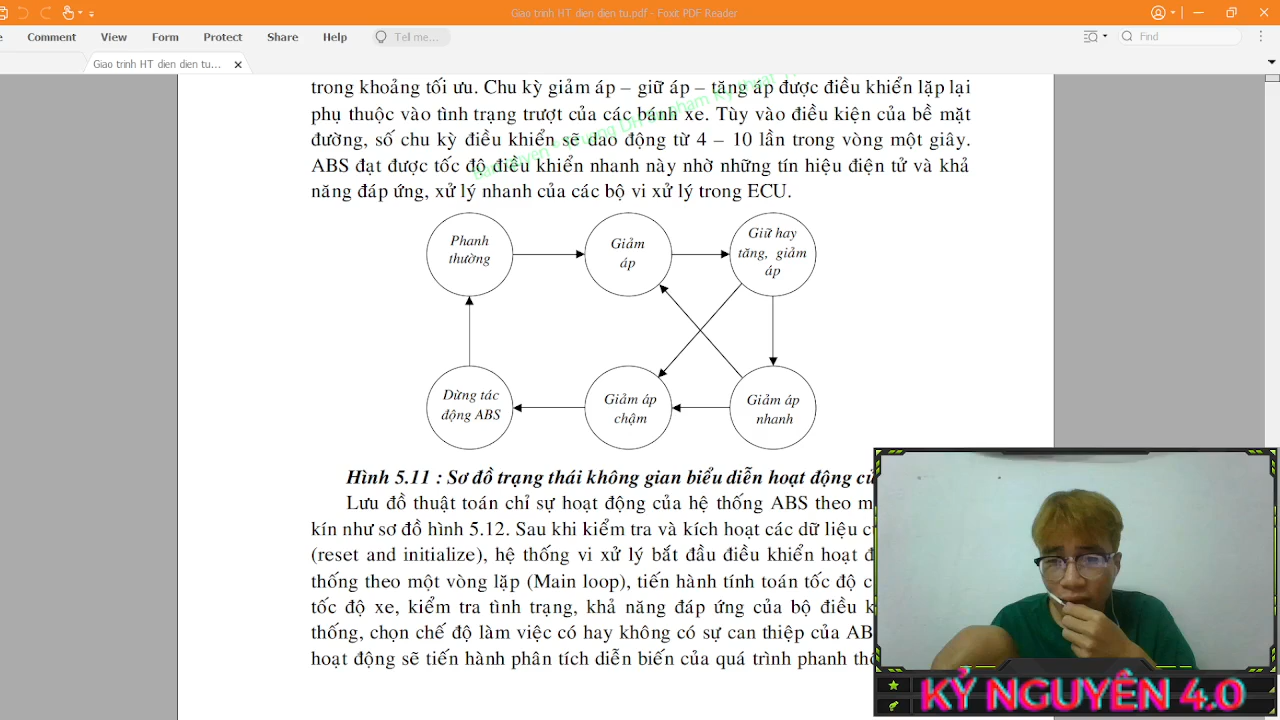 Giao trinh HT dien dien tu.pdf - Foxit PDF Reader
Comment View Form Protect Share Help Tell me... Find
Giao trinh HT dien dien tu...
trong khoảng tối ưu. Chu kỳ giảm áp – giữ áp – tăng áp được điều khiển lặp lại
phụ thuộc vào tình trạng trượt của các bánh xe. Tùy vào điều kiện của bề mặt
đường, số chu kỳ điều khiển sẽ dao động từ 4 – 10 lần trong vòng một giây.
ABS đạt được tốc độ điều khiển nhanh này nhờ những tín hiệu điện tử và khả
năng đáp ứng, xử lý nhanh của các bộ vi xử lý trong ECU.
Phanh
thường
Giảm
áp
Giữ hay
tăng, giảm
áp
Dừng tác
động ABS
Giảm áp
chậm
Giảm áp
nhanh
Hình 5.11 : Sơ đồ trạng thái không gian biểu diễn hoạt động
Lưu đồ thuật toán chỉ sự hoạt động của hệ thống ABS theo
kín như sơ đồ hình 5.12. Sau khi kiểm tra và kích hoạt các dữ liệu
(reset and initialize), hệ thống vi xử lý bắt đầu điều khiển hoạt
thống theo một vòng lặp (Main loop), tiến hành tính toán tốc độ
tốc độ xe, kiểm tra tình trạng, khả năng đáp ứng của bộ điều
thống, chọn chế độ làm việc có hay không có sự can thiệp của
hoạt động sẽ tiến hành phân tích diễn biến của quá trình phanh
KỶ NGUYÊN 4.0